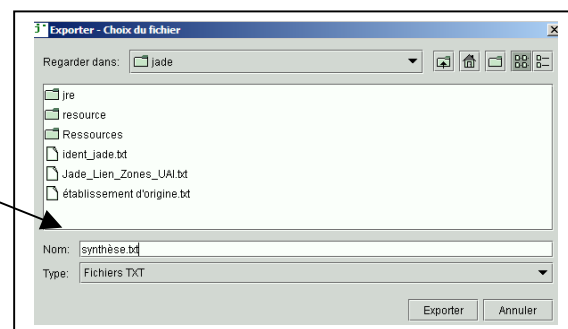 Exporter - Choix du fichier
Regarder dans: jade
jre
resource
Ressources
ident_jade.txt
Jade_Lien_Zones_UAI.txt
établissement d'origine.txt
Nom: synthèse.txt
Type: Fichiers TXT
Exporter Annuler